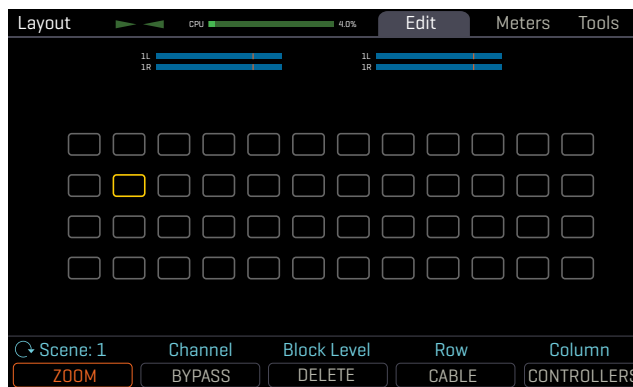 Layout CPU 4.0% Edit Meters Tools
1L 1L
1R 1R
Scene: 1 Channel Block Level Row Column
ZOOM BYPASS DELETE CABLE CONTROLLERS